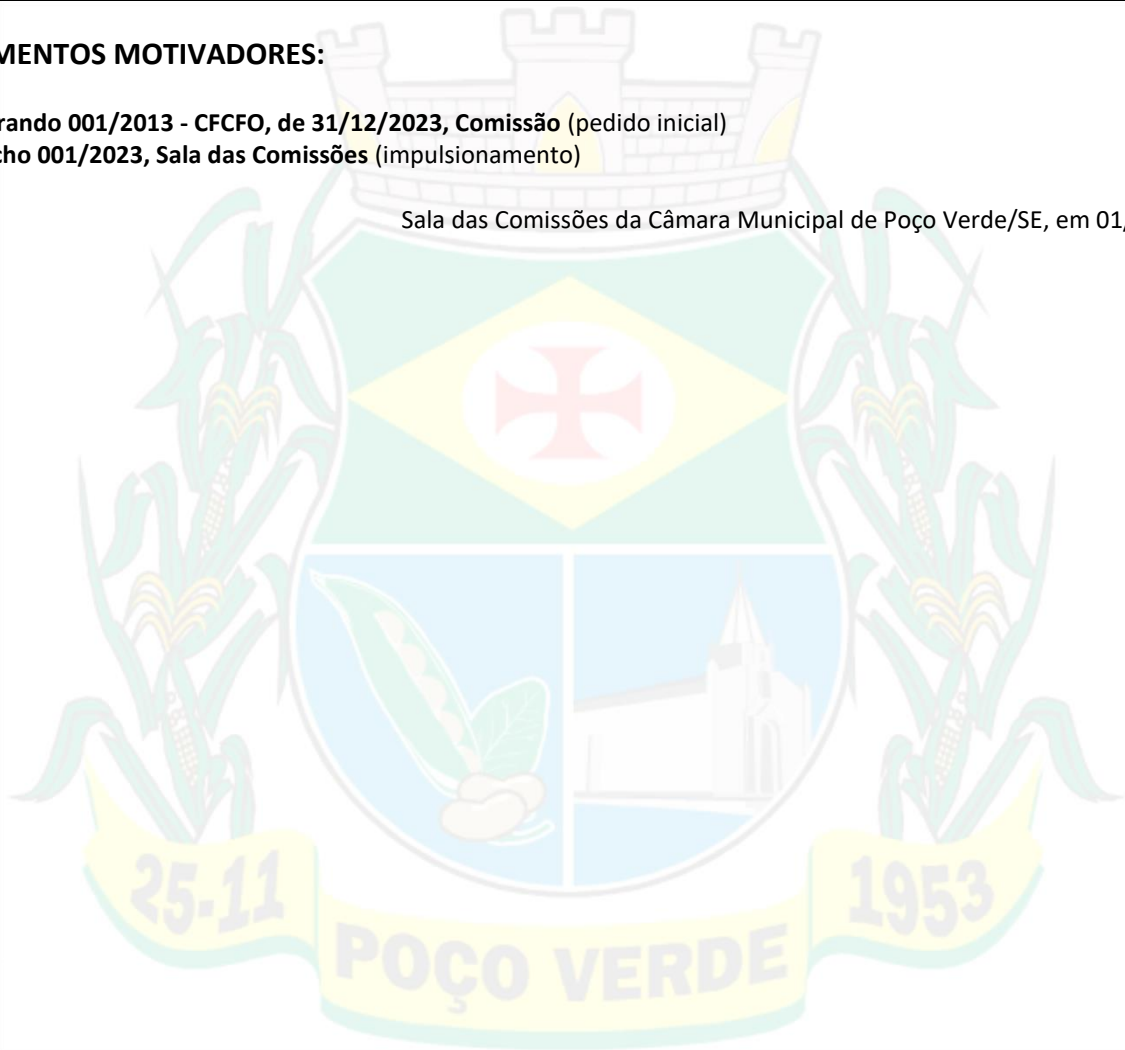 MENTOS MOTIVADORES:
rando 001/2013 - CFCFO, de 31/12/2023, Comissão (pedido inicial)
cho 001/2023, Sala das Comissões (impulsionamento)
Sala das Comissões da Câmara Municipal de Poço Verde/SE, em 01/
25-11
1953
POÇO VERDE